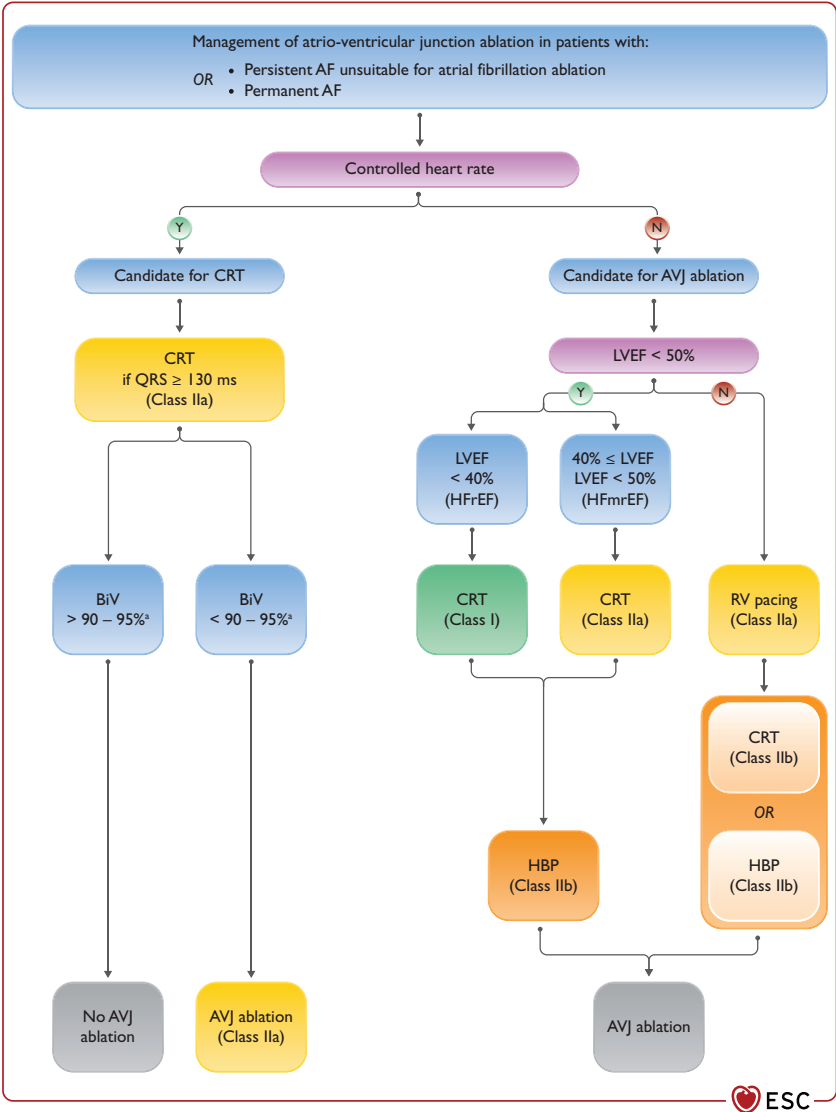 Management of atrio-ventricular junction ablation in patients with:
OR • Persistent AF unsuitable for atrial fibrillation ablation
• Permanent AF
Controlled heart rate
Y
N
Candidate for CRT
Candidate for AVJ ablation
CRT
if QRS ≥ 130 ms
(Class IIa)
LVEF < 50%
Y
N
LVEF
< 40%
(HFrEF)
40% ≤ LVEF
LVEF < 50%
(HFmrEF)
BiV
> 90 – 95%ᵃ
BiV
< 90 – 95%ᵃ
CRT
(Class I)
CRT
(Class IIa)
RV pacing
(Class IIa)
CRT
(Class IIb)
OR
HBP
(Class IIb)
HBP
(Class IIb)
No AVJ
ablation
AVJ ablation
(Class IIa)
AVJ ablation
ESC